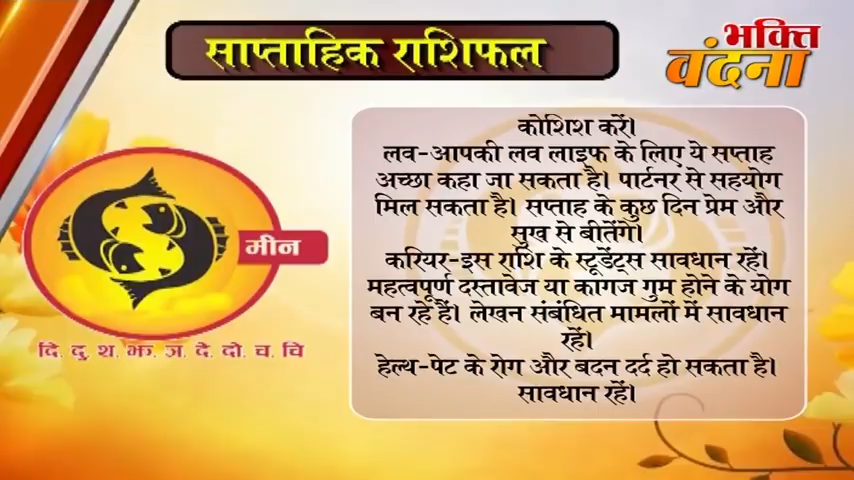 साप्ताहिक राशिफल
भक्ति
वंदना
कोशिश करें।
लव-आपकी लव लाइफ के लिए ये सप्ताह
अच्छा कहा जा सकता है। पार्टनर से सहयोग
मिल सकता है। सप्ताह के कुछ दिन प्रेम और
सुख से बीतेंगे।
करियर-इस राशि के स्टूडेंट्स सावधान रहें।
महत्वपूर्ण दस्तावेज या कागज गुम होने के योग
बन रहे हैं। लेखन संबंधित मामलों में सावधान
रहें।
हेल्थ-पेट के रोग और बदन दर्द हो सकता है।
सावधान रहें।
मीन
दि. दु. श. झ. ञ. दे. दो. च. चि